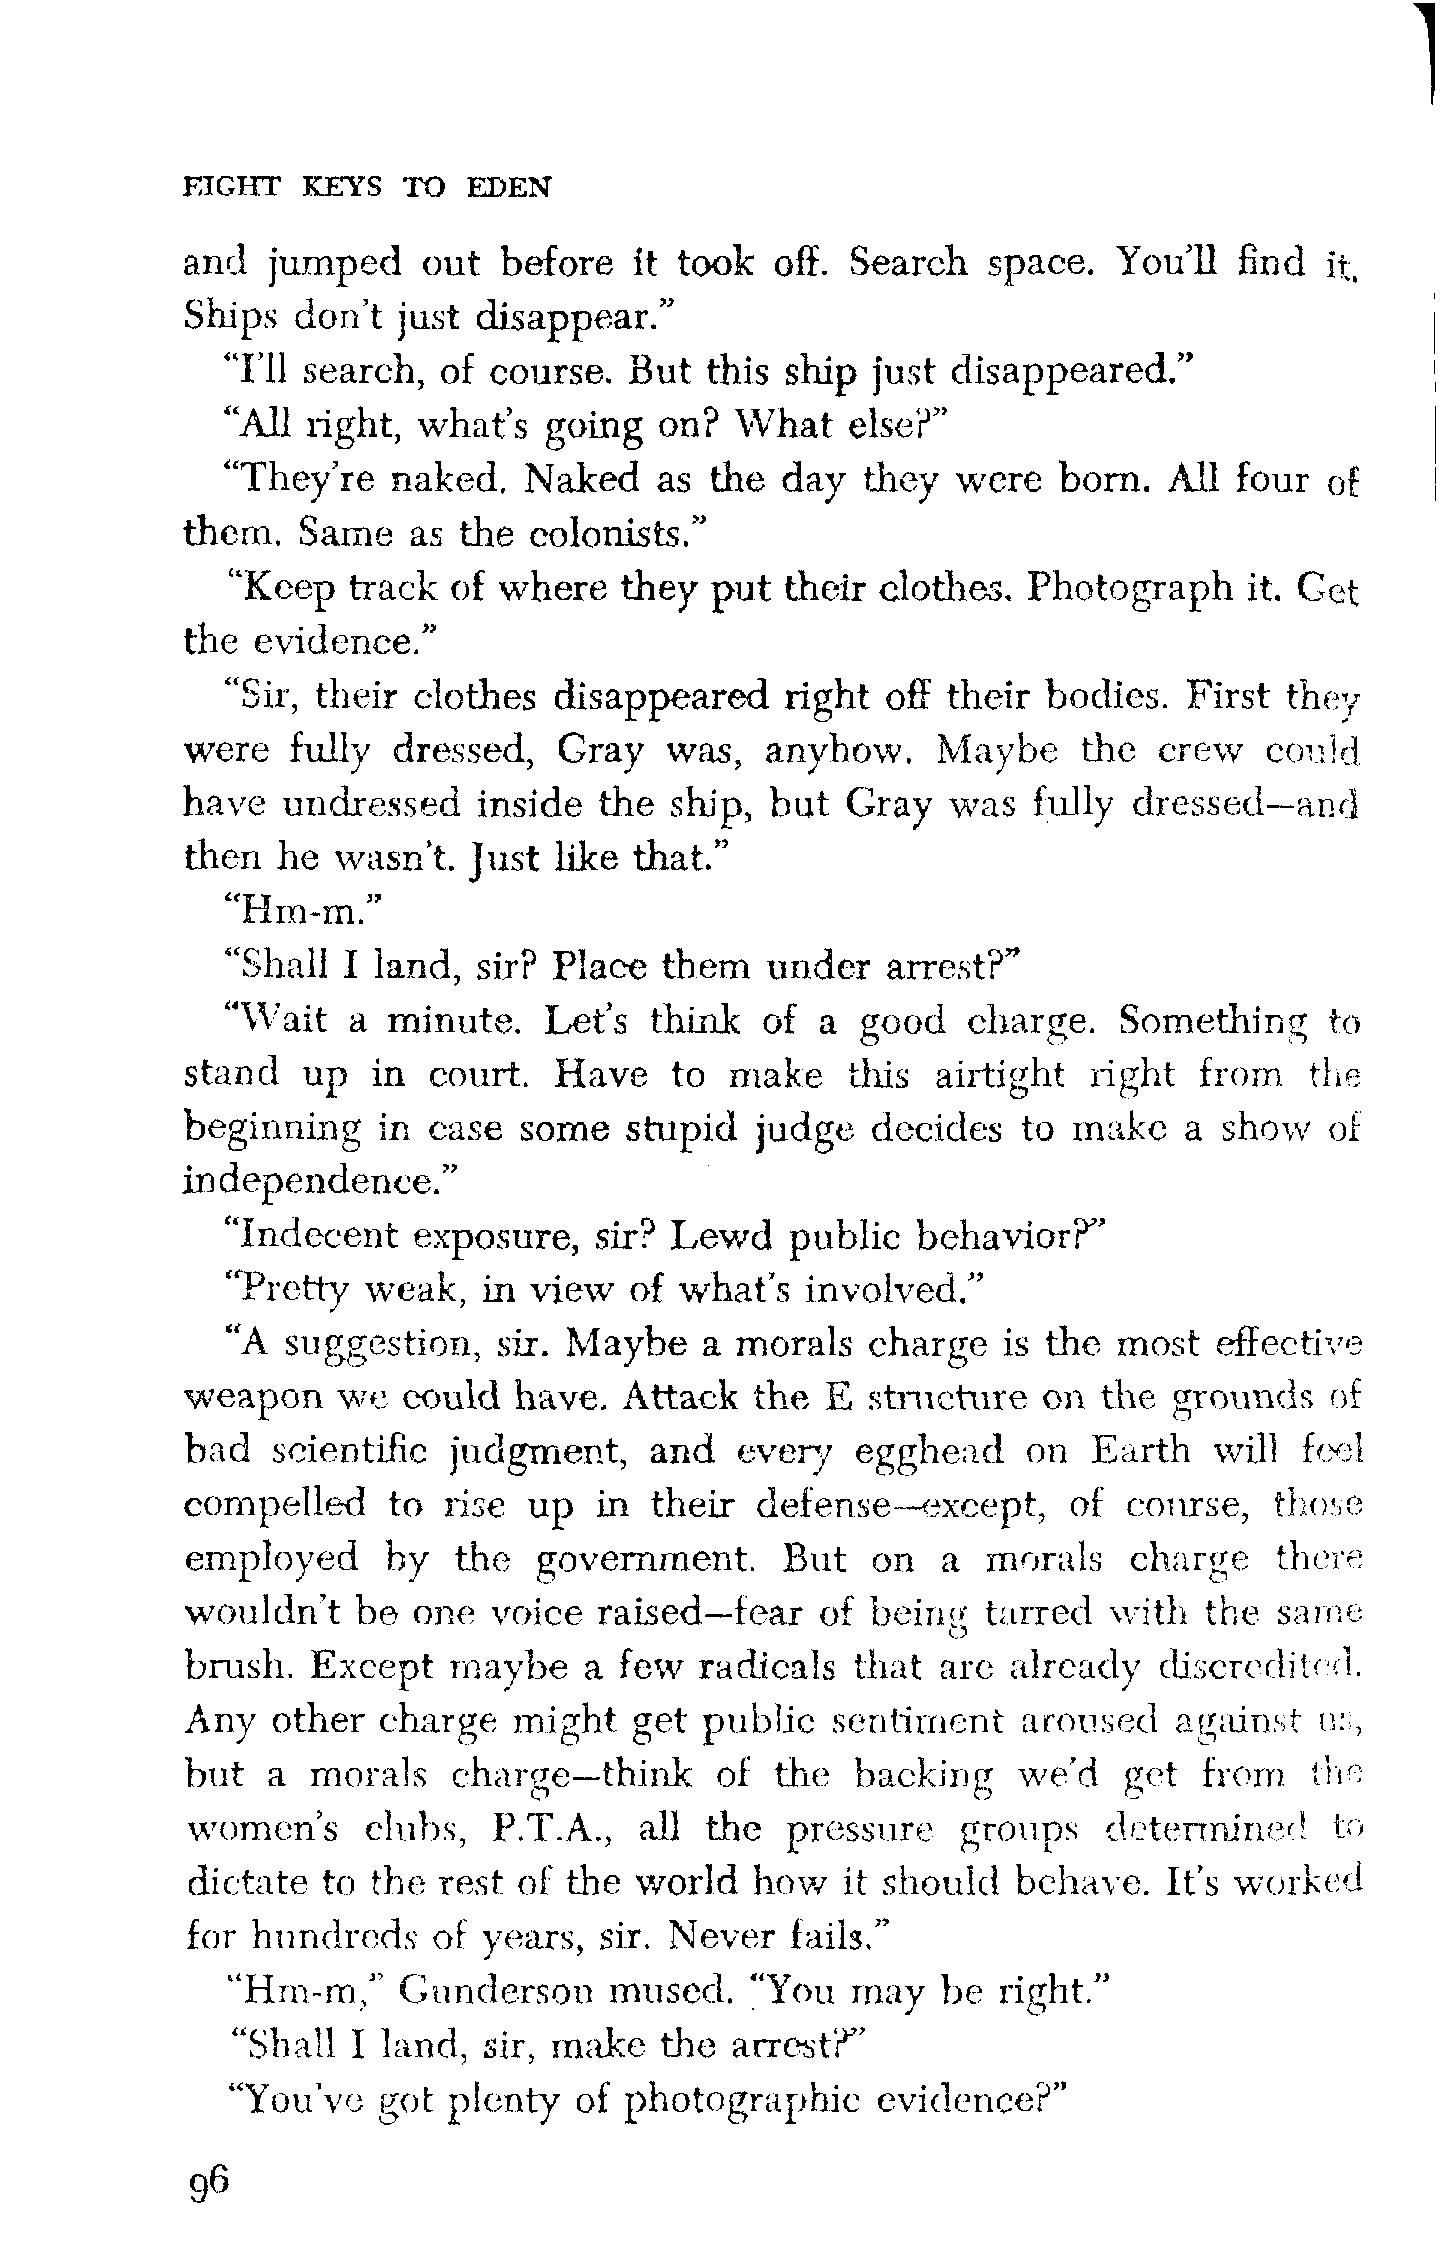 EIGHT KEYS TO EDEN
and jumped out before it took off. Search space. You'll find it.
Ships don't just disappear.”
“I'll search, of course. But this ship just disappeared.”
“All right, what's going on? What else?”
“They're naked. Naked as the day they were born. All four of
them. Same as the colonists.”
“Keep track of where they put their clothes. Photograph it. Get
the evidence.”
“Sir, their clothes disappeared right off their bodies. First they
were fully dressed, Gray was, anyhow. Maybe the crew could
have undressed inside the ship, but Gray was fully dressed—and
then he wasn't. Just like that.”
“Hm-m.”
“Shall I land, sir? Place them under arrest?”
“Wait a minute. Let's think of a good charge. Something to
stand up in court. Have to make this airtight right from the
beginning in case some stupid judge decides to make a show of
independence.”
“Indecent exposure, sir? Lewd public behavior?”
“Pretty weak, in view of what's involved.”
“A suggestion, sir. Maybe a morals charge is the most effective
weapon we could have. Attack the E structure on the grounds of
bad scientific judgment, and every egghead on Earth will feel
compelled to rise up in their defense—except, of course, those
employed by the government. But on a morals charge there
wouldn't be one voice raised—fear of being tarred with the same
brush. Except maybe a few radicals that are already discredited.
Any other charge might get public sentiment aroused against us,
but a morals charge—think of the backing we'd get from the
women's clubs, P.T.A., all the pressure groups determined to
dictate to the rest of the world how it should behave. It's worked
for hundreds of years, sir. Never fails.”
“Hm-m,” Gunderson mused. “You may be right.”
“Shall I land, sir, make the arrest?”
“You've got plenty of photographic evidence?”
96